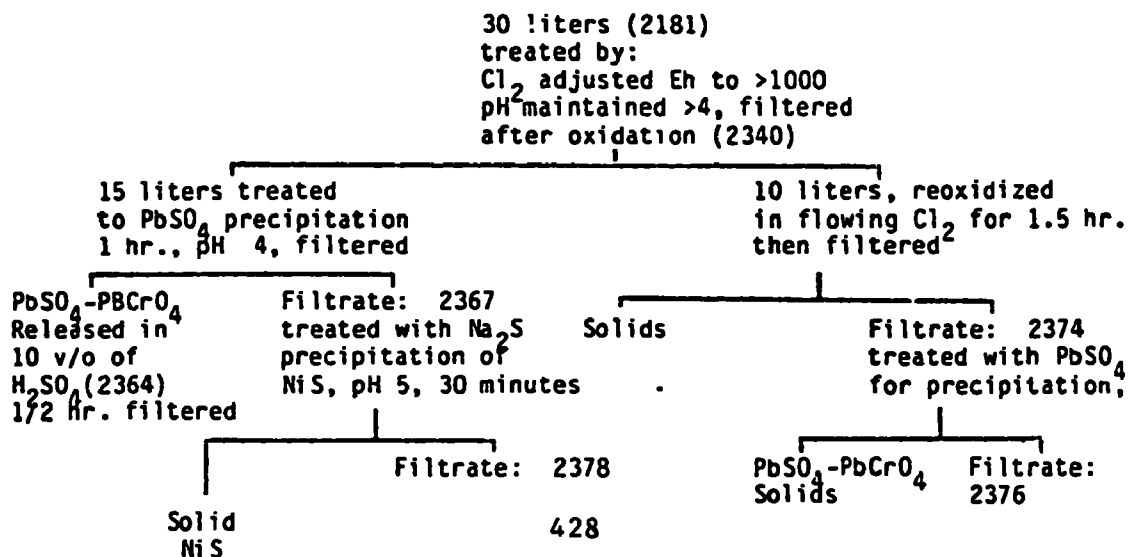 30 liters (2181)
treated by:
Cl2 adjusted Eh to >1000
pH maintained >4, filtered
after oxidation (2340)
15 liters treated
to PbSO4 precipitation
1 hr., pH 4, filtered
10 liters, reoxidized
in flowing Cl2 for 1.5 hr.
then filtered
PbSO4-PBCrO4
Released in
10 v/o of
H2SO4(2364)
1/2 Hr. filtered
Filtrate: 2367
treated with Na2S
precipitation of
NiS, pH 5, 30 minutes
Solids
Filtrate: 2374
treated with PbSO4
for precipitation,
Solid
NiS
Filtrate: 2378
PbSO4-PbCrO4
Solids
Filtrate:
2376
428